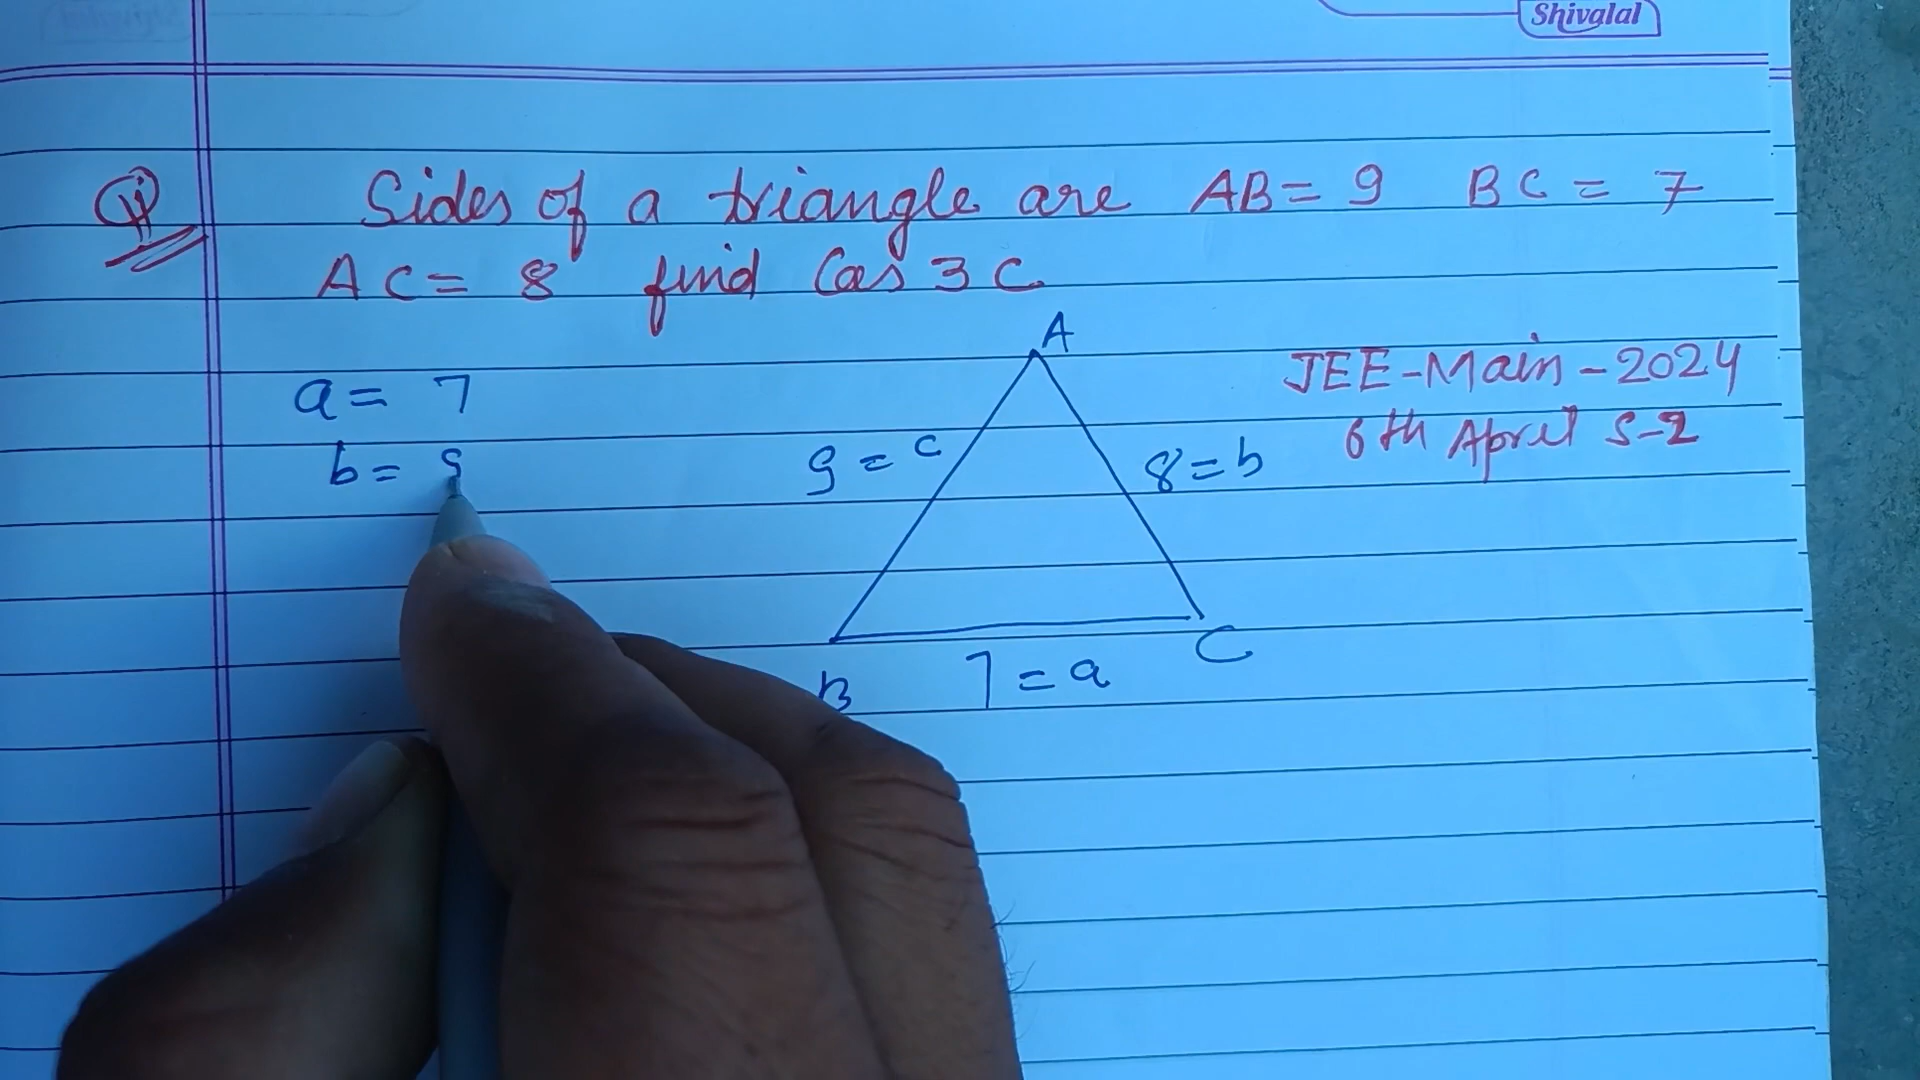 Shivalal
Q Sides of a triangle are AB = 9 BC = 7
AC = 8 find Cos 3C
A
JEE-Main-2024
6th April S-2
a = 7
b =
9 = c
8 = b
B
7 = a
C